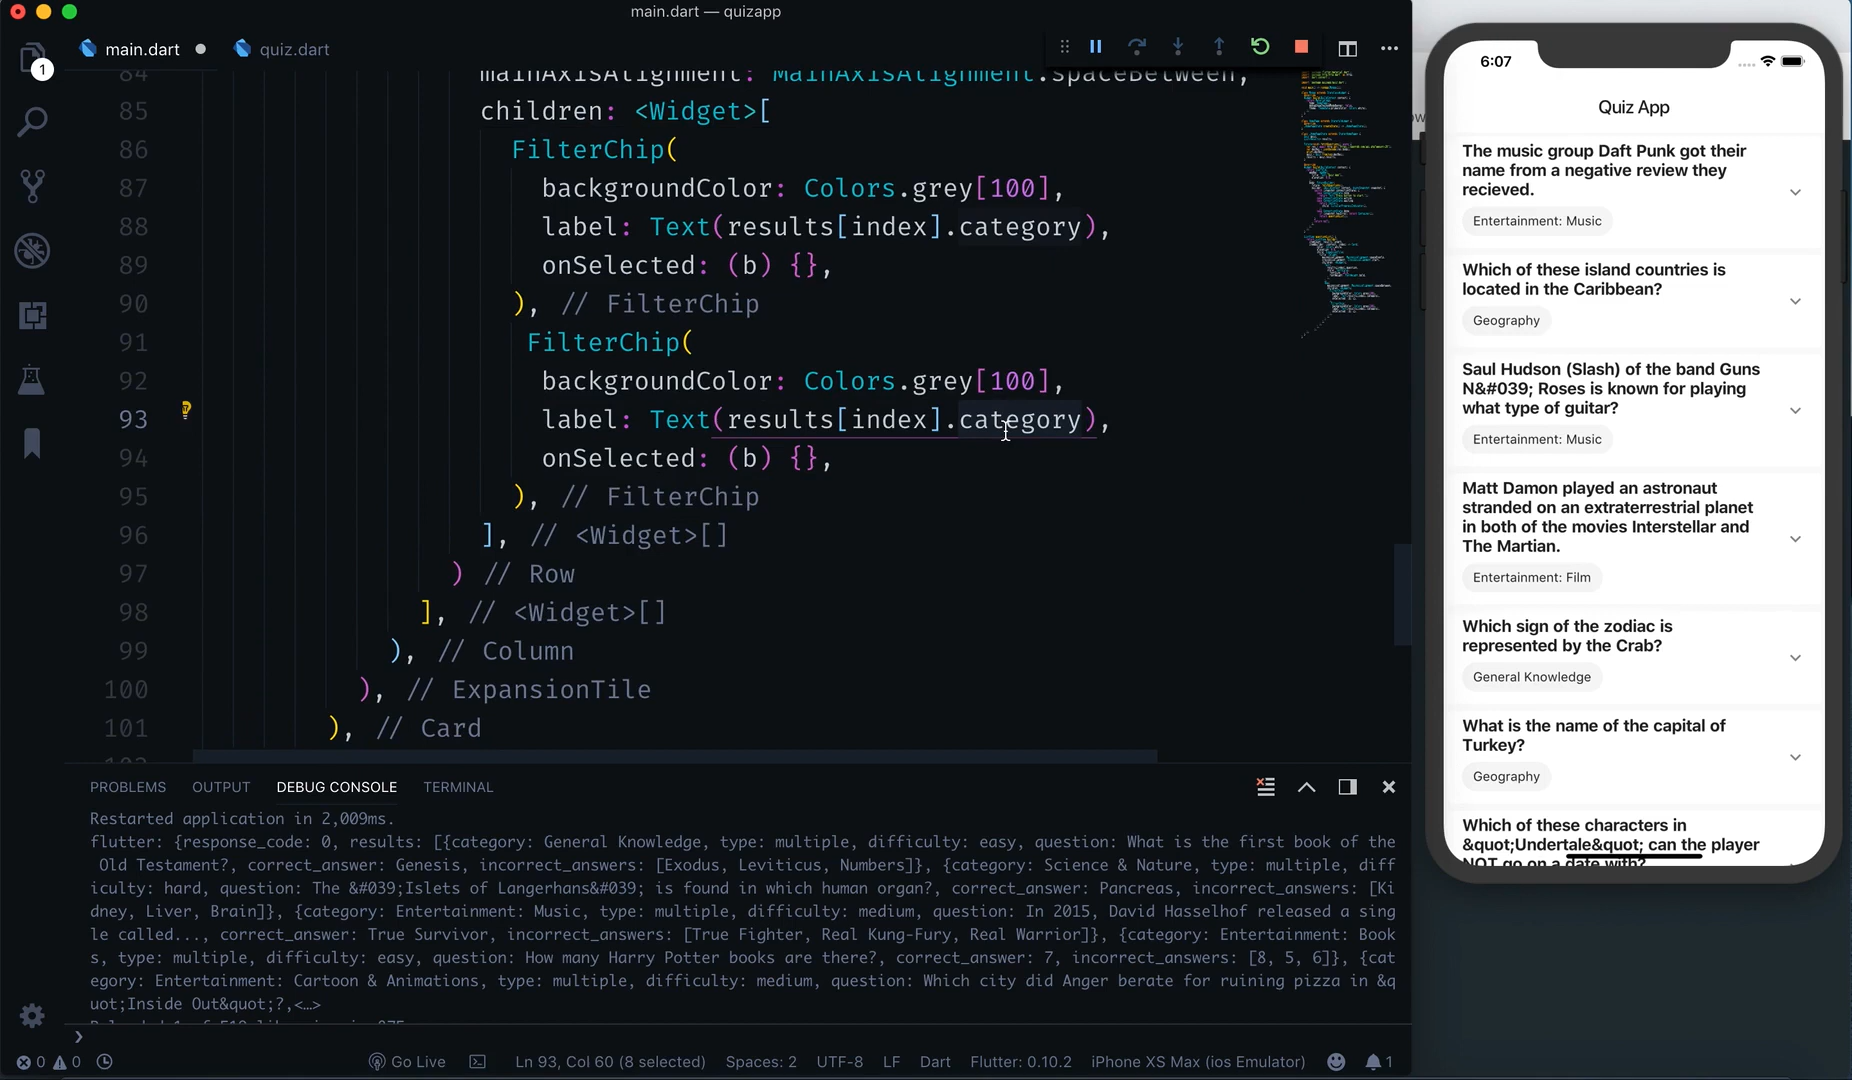 main.dart — quizapp
main.dart
quiz.dart
1
84 mainAxisAlignment: MainAxisAlignment.spaceBetween,
85 children: <Widget>[
86 FilterChip(
87 backgroundColor: Colors.grey[100],
88 label: Text(results[index].category),
89 onSelected: (b) {},
90 ), // FilterChip
91 FilterChip(
92 backgroundColor: Colors.grey[100],
93 label: Text(results[index].category),
94 onSelected: (b) {},
95 ), // FilterChip
96 ], // <Widget>[]
97 ) // Row
98 ], // <Widget>[]
99 ), // Column
100 ), // ExpansionTile
101 ), // Card
PROBLEMS OUTPUT DEBUG CONSOLE TERMINAL
Restarted application in 2,009ms.
flutter: {response_code: 0, results: [{category: General Knowledge, type: multiple, difficulty: easy, question: What is the first book of the
Old Testament?, correct_answer: Genesis, incorrect_answers: [Exodus, Leviticus, Numbers]}, {category: Science & Nature, type: multiple, diff
iculty: hard, question: The &#039;Islets of Langerhans&#039; is found in which human organ?, correct_answer: Pancreas, incorrect_answers: [Ki
dney, Liver, Brain]}, {category: Entertainment: Music, type: multiple, difficulty: medium, question: In 2015, David Hasselhof released a sing
le called..., correct_answer: True Survivor, incorrect_answers: [True Fighter, Real Kung-Fury, Real Warrior]}, {category: Entertainment: Book
s, type: multiple, difficulty: easy, question: How many Harry Potter books are there?, correct_answer: 7, incorrect_answers: [8, 5, 6]}, {cat
egory: Entertainment: Cartoon & Animations, type: multiple, difficulty: medium, question: Which city did Anger berate for ruining pizza in &q
uot;Inside Out&quot;?,<…>
0 0 Go Live Ln 93, Col 60 (8 selected) Spaces: 2 UTF-8 LF Dart Flutter: 0.10.2 iPhone XS Max (ios Emulator) 1
6:07
Quiz App
The music group Daft Punk got their
name from a negative review they
recieved.
Entertainment: Music
Which of these island countries is
located in the Caribbean?
Geography
Saul Hudson (Slash) of the band Guns
N&#039; Roses is known for playing
what type of guitar?
Entertainment: Music
Matt Damon played an astronaut
stranded on an extraterrestrial planet
in both of the movies Interstellar and
The Martian.
Entertainment: Film
Which sign of the zodiac is
represented by the Crab?
General Knowledge
What is the name of the capital of
Turkey?
Geography
Which of these characters in
&quot;Undertale&quot; can the player
NOT go on a date with?